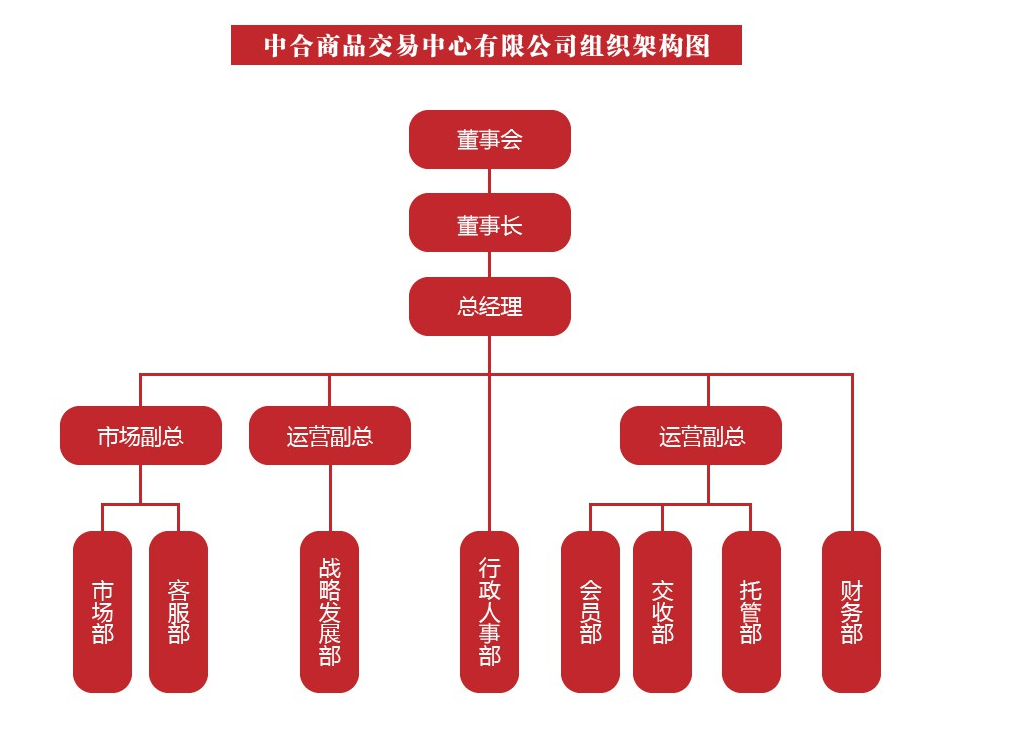 中合商品交易中心有限公司组织架构图
董事会
董事长
总经理
市场副总
运营副总
运营副总
市场部
客服部
战略发展部
行政人事部
会员部
交收部
托管部
财务部